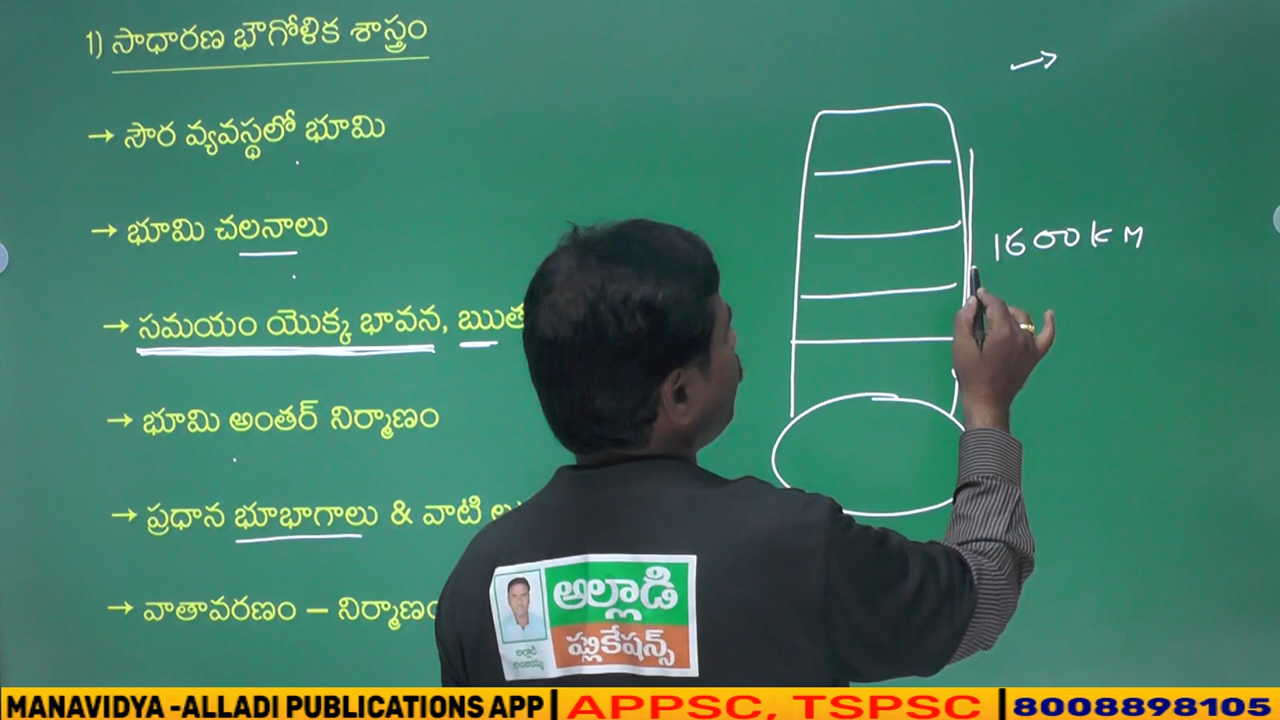 1) సాధారణ భౌగోళిక శాస్త్రం
→ సౌర వ్యవస్థలో భూమి
→ భూమి చలనాలు
→ సమయం యొక్క భావన,
→ భూమి అంతర్ నిర్మాణం
→ ప్రధాన భూభాగాలు & వాటి
→ వాతావరణం – నిర్మాణం
1600 KM
అల్లాడి
పబ్లికేషన్స్
MANAVIDYA -ALLADI PUBLICATIONS APP | APPSC, TSPSC | 8008898105